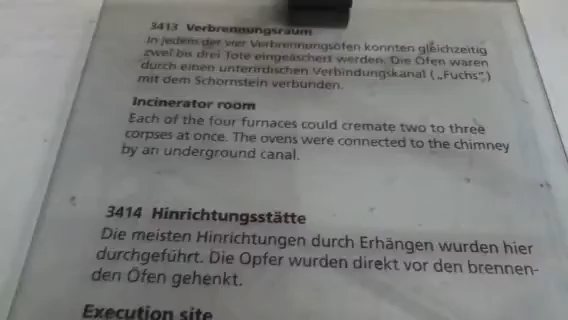 3413 Verbrennungsraum
In jedem der vier Verbrennungsöfen konnten gleichzeitig
zwei bis drei Tote eingeäschert werden. Die Öfen waren
durch einen unterirdischen Verbindungskanal („Fuchs“)
mit dem Schornstein verbunden.
Incinerator room
Each of the four furnaces could cremate two to three
corpses at once. The ovens were connected to the chimney
by an underground canal.
3414 Hinrichtungsstätte
Die meisten Hinrichtungen durch Erhängen wurden hier
durchgeführt. Die Opfer wurden direkt vor den brennen-
den Öfen gehenkt.
Execution site